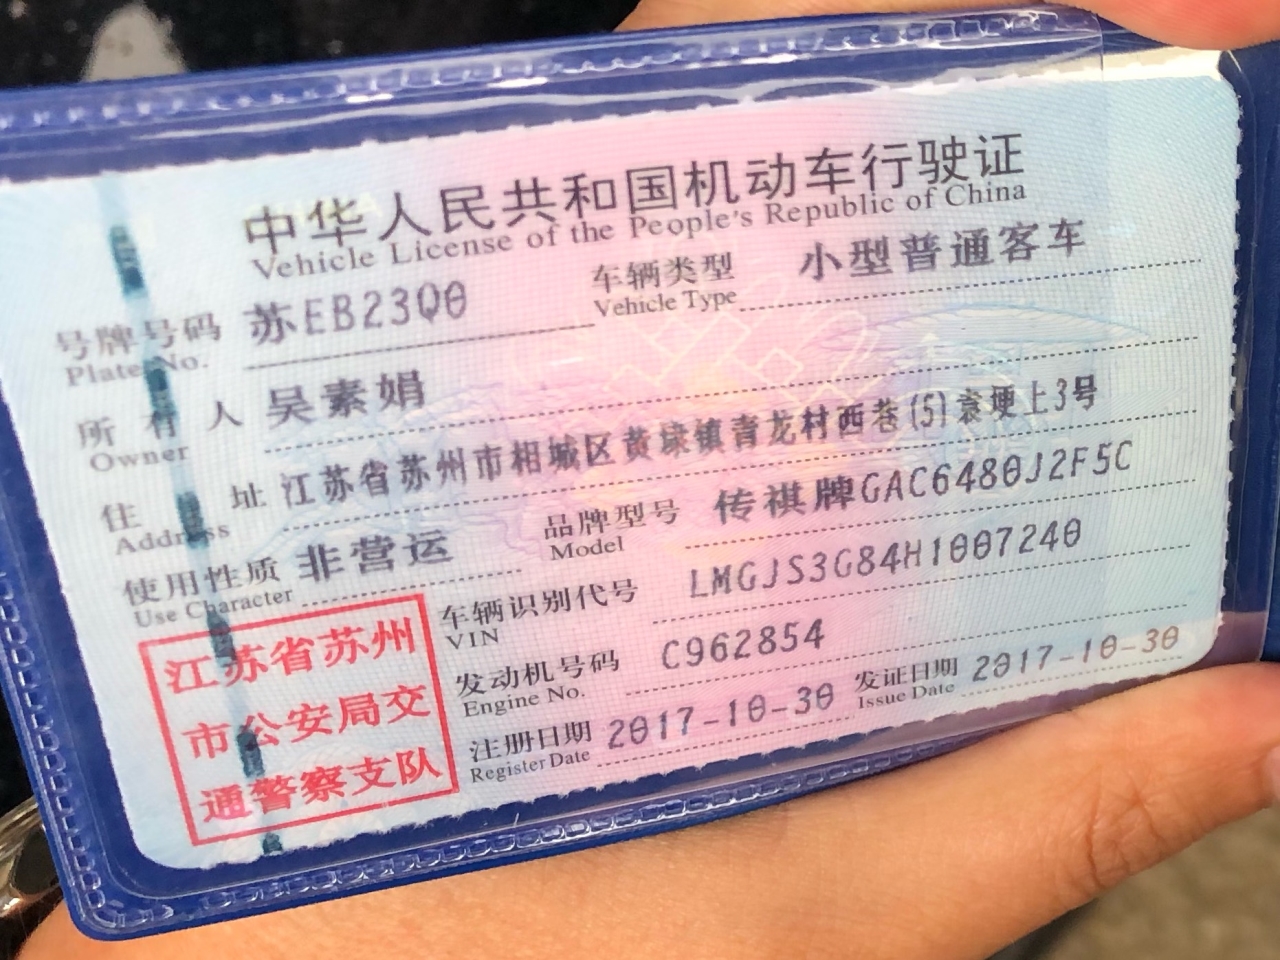 中华人民共和国机动车行驶证
Vehicle License of the People's Republic of China
号牌号码 苏EB23Q0 车辆类型 小型普通客车
Plate No. Vehicle Type
所有人 吴素娟
Owner
住址 江苏省苏州市相城区黄埭镇青龙村西巷(5)袁埂上3号
Address
使用性质 非营运 品牌型号 传祺牌GAC6480J2F5C
Use Character Model
车辆识别代号 LMGJS3G84H1007240
VIN
发动机号码 C962854
Engine No.
注册日期 2017-10-30 发证日期 2017-10-30
Register Date Issue Date
江苏省苏州
市公安局交
通警察支队